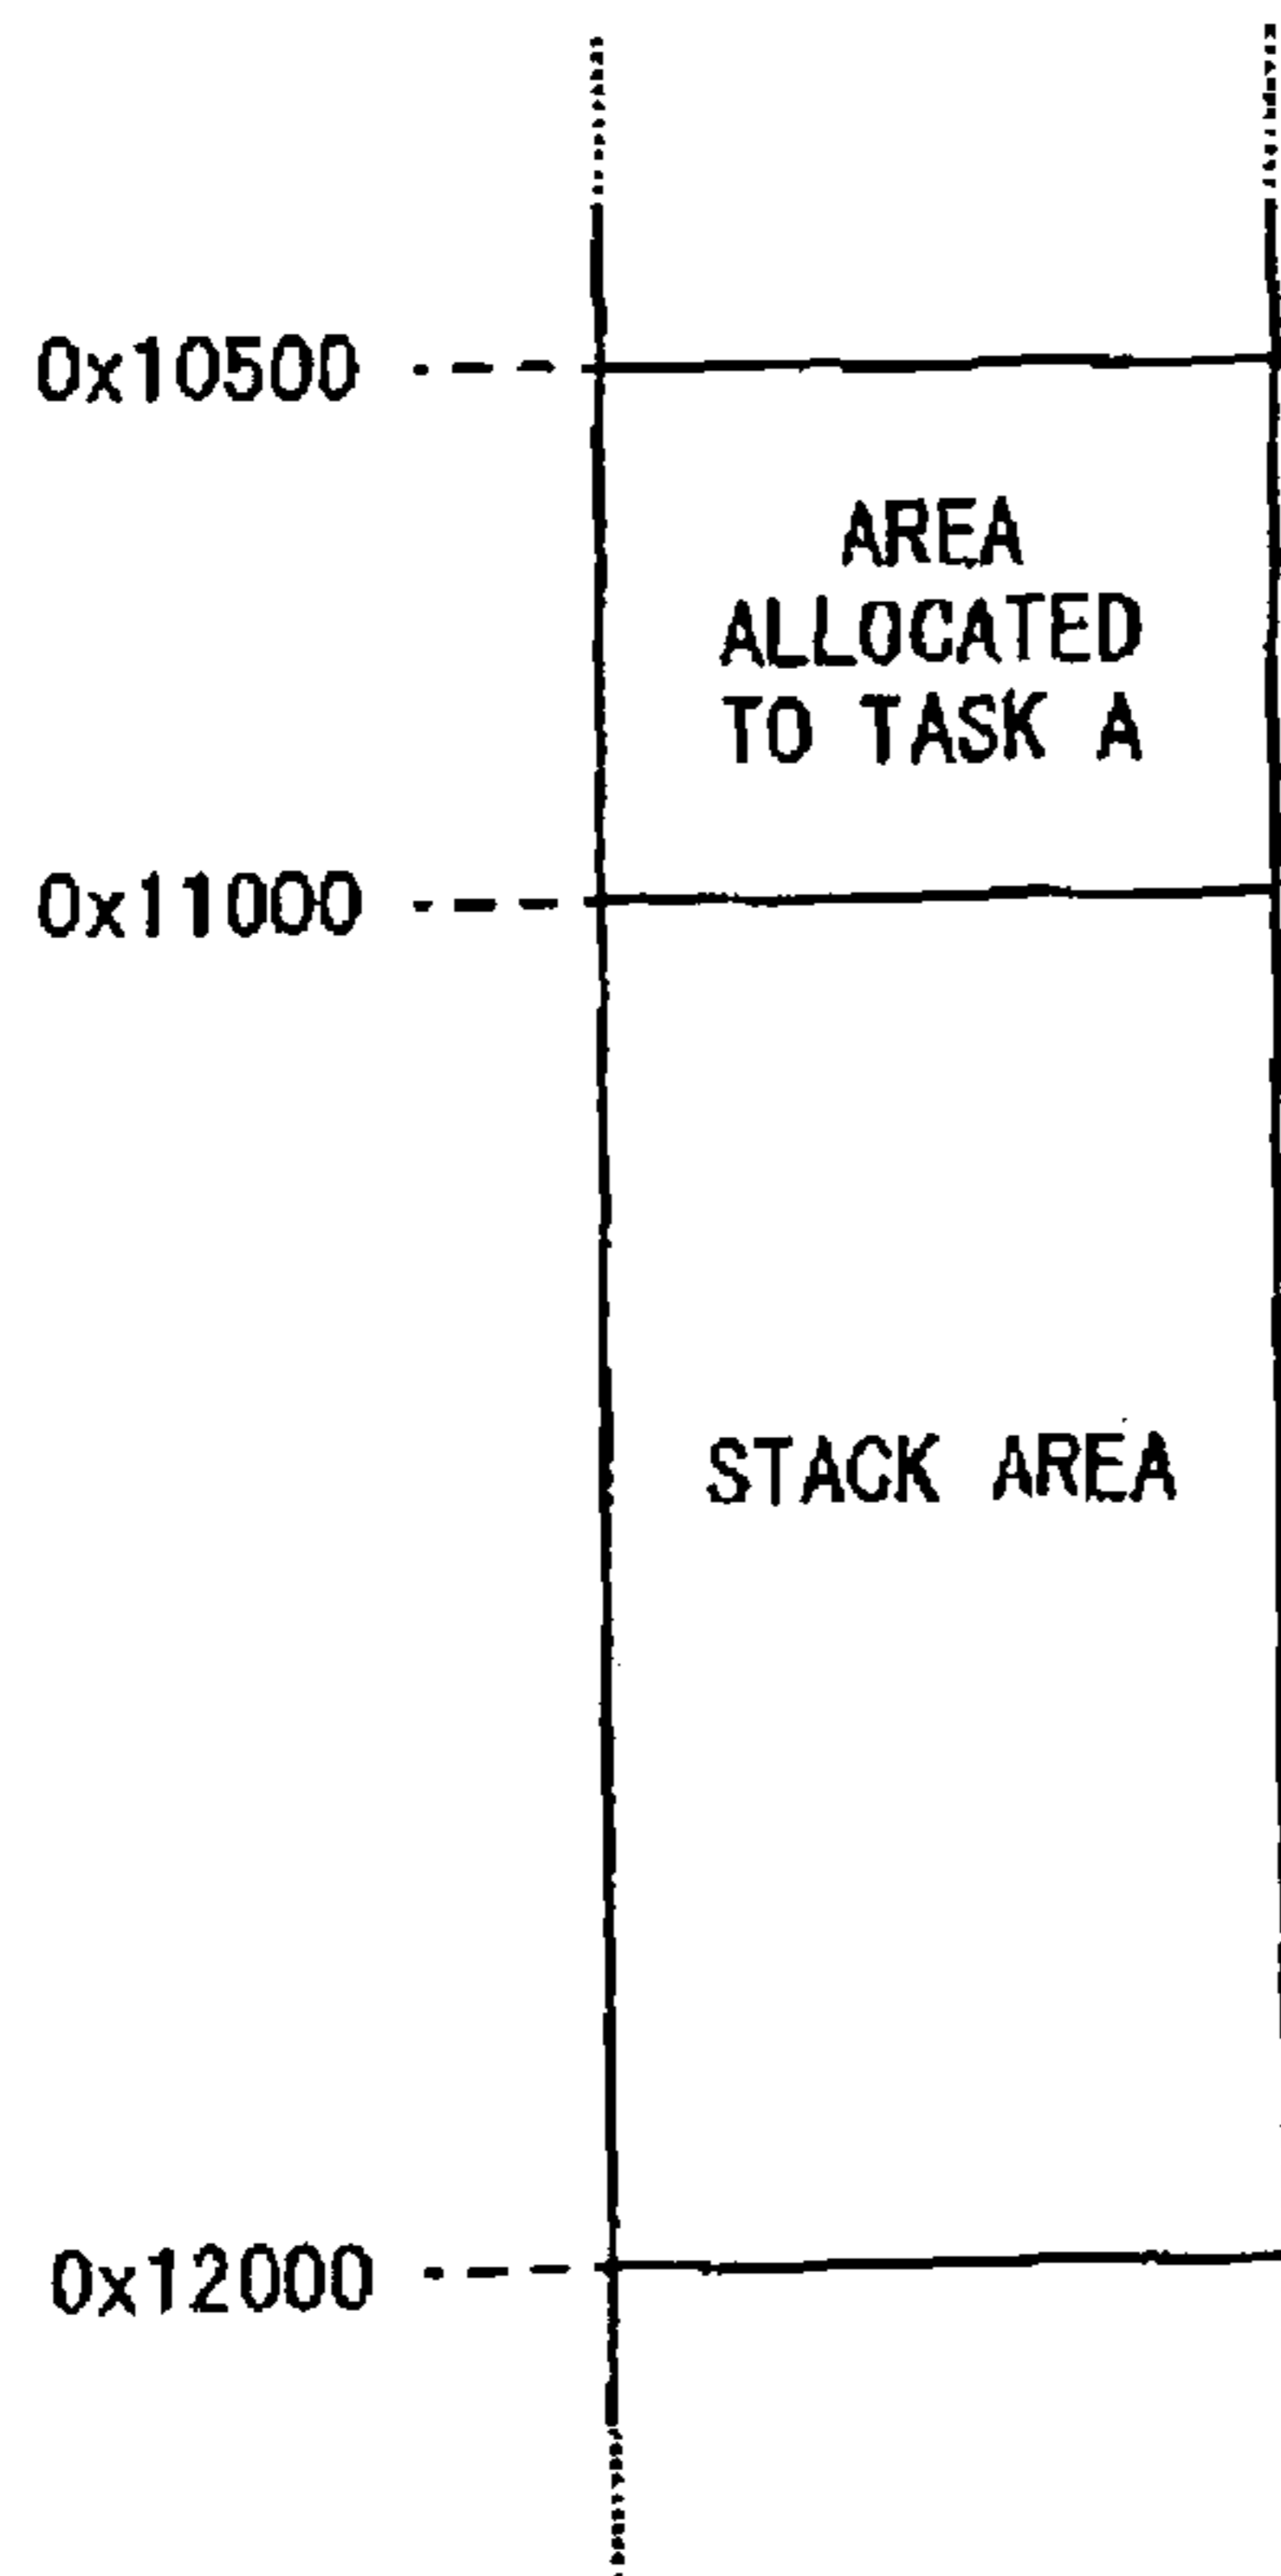 0x10500
AREA
ALLOCATED
TO TASK A
0x11000
STACK AREA
0x12000